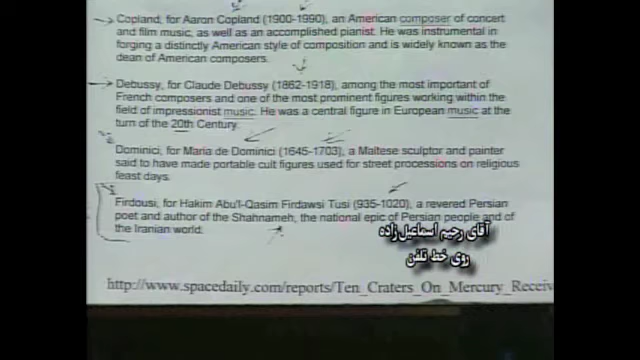 Copland, for Aaron Copland (1900-1990), an American composer of concert
and film music, as well as an accomplished pianist. He was instrumental in
forging a distinctly American style of composition and is widely known as the
dean of American composers.
Debussy, for Claude Debussy (1862-1918), among the most important of
French composers and one of the most prominent figures working within the
field of impressionist music. He was a central figure in European music at the
turn of the 20th Century.
Dominici, for Maria de Dominici (1645-1703), a Maltese sculptor and painter
said to have made portable cult figures used for street processions on religious
feast days.
Firdousi, for Hakim Abu'l-Qasim Firdawsi Tusi (935-1020), a revered Persian
poet and author of the Shahnameh, the national epic of Persian people and of
the Iranian world.
آقای رحیم اسماعیل زاده
روی خط تلفن
http://www.spacedaily.com/reports/Ten_Craters_On_Mercury_Receiv